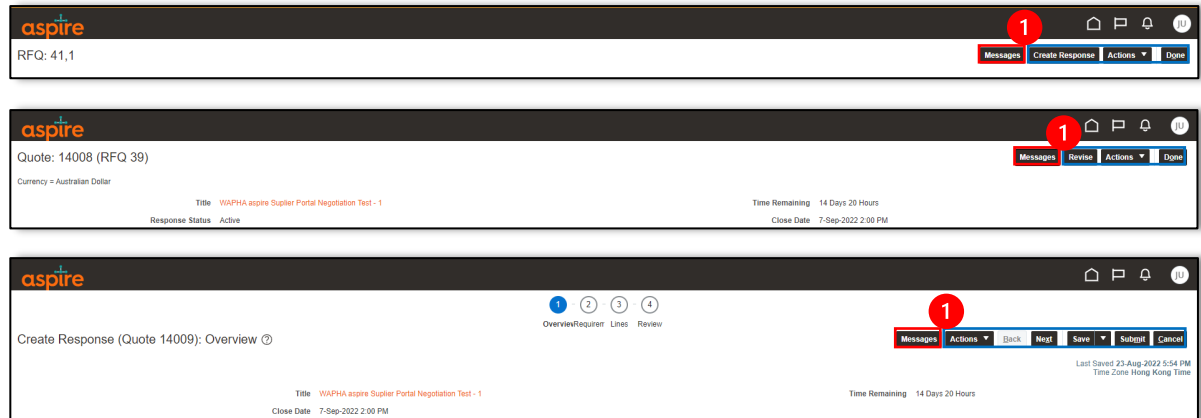 aspire
1
JU
RFQ: 41,1
Messages Create Response Actions Done
aspire
1
JU
Quote: 14008 (RFQ 39)
Messages Revise Actions Done
Currency = Australian Dollar
Title WAPHA aspire Suplier Portal Negotiation Test - 1
Time Remaining 14 Days 20 Hours
Response Status Active
Close Date 7-Sep-2022 2:00 PM
aspire
JU
1 2 3 4
Overview Requirem Lines Review
1
Create Response (Quote 14009): Overview ?
Messages Actions Back Next Save Submit Cancel
Last Saved 23-Aug-2022 5:54 PM
Time Zone Hong Kong Time
Title WAPHA aspire Suplier Portal Negotiation Test - 1
Time Remaining 14 Days 20 Hours
Close Date 7-Sep-2022 2:00 PM